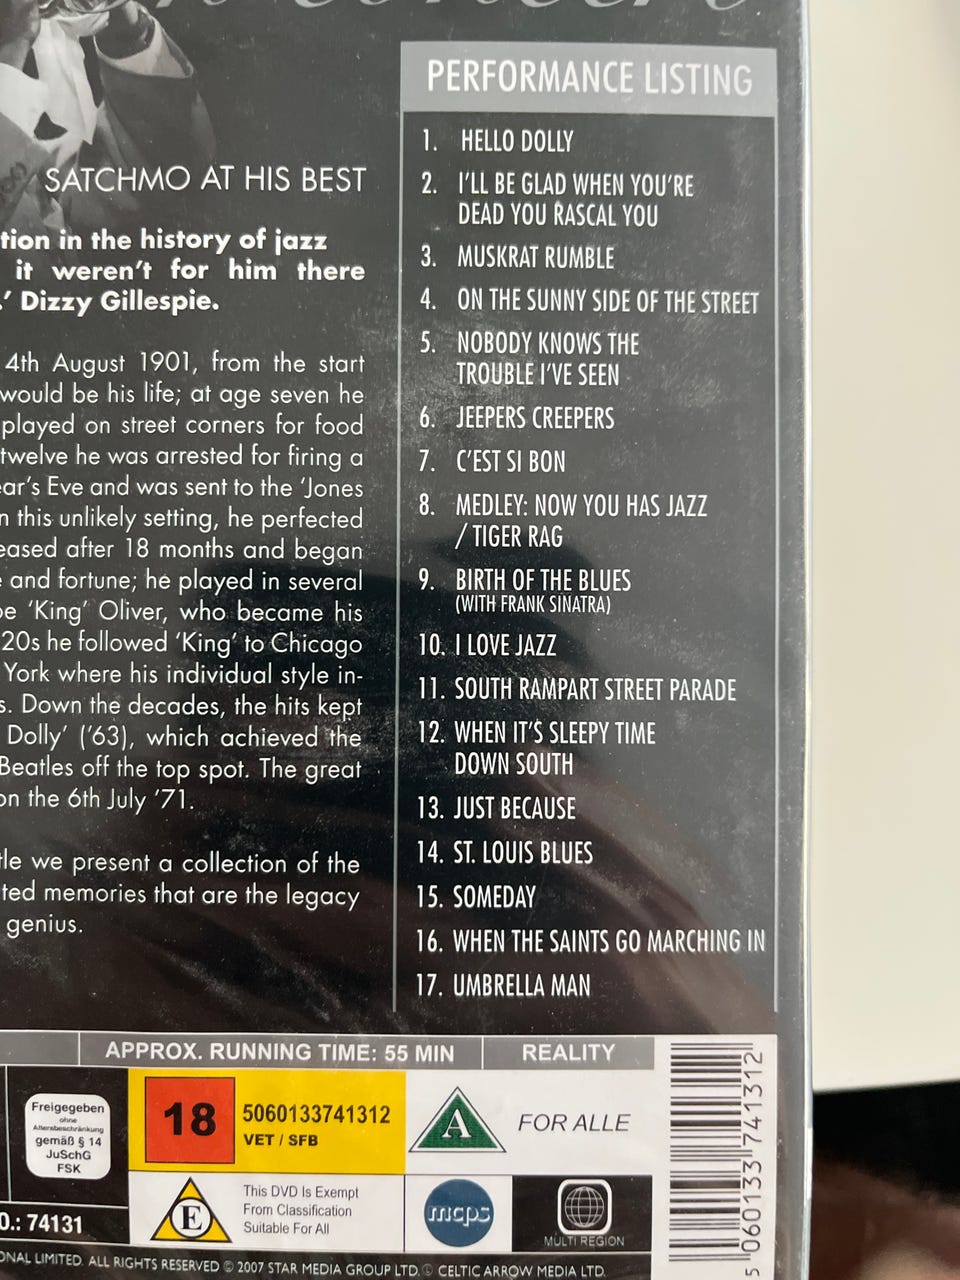 in concert
SATCHMO AT HIS BEST
tion in the history of jazz
it weren't for him there
.' Dizzy Gillespie.
4th August 1901, from the start
would be his life; at age seven he
played on street corners for food
twelve he was arrested for firing a
ear's Eve and was sent to the 'Jones
n this unlikely setting, he perfected
eased after 18 months and began
e and fortune; he played in several
oe 'King' Oliver, who became his
20s he followed 'King' to Chicago
York where his individual style in-
s. Down the decades, the hits kept
Dolly' ('63), which achieved the
Beatles off the top spot. The great
on the 6th July '71.
tle we present a collection of the
ted memories that are the legacy
genius.
PERFORMANCE LISTING
1. HELLO DOLLY
2. I'LL BE GLAD WHEN YOU'RE
DEAD YOU RASCAL YOU
3. MUSKRAT RUMBLE
4. ON THE SUNNY SIDE OF THE STREET
5. NOBODY KNOWS THE
TROUBLE I'VE SEEN
6. JEEPERS CREEPERS
7. C'EST SI BON
8. MEDLEY: NOW YOU HAS JAZZ
/ TIGER RAG
9. BIRTH OF THE BLUES
(WITH FRANK SINATRA)
10. I LOVE JAZZ
11. SOUTH RAMPART STREET PARADE
12. WHEN IT'S SLEEPY TIME
DOWN SOUTH
13. JUST BECAUSE
14. ST. LOUIS BLUES
15. SOMEDAY
16. WHEN THE SAINTS GO MARCHING IN
17. UMBRELLA MAN
APPROX. RUNNING TIME: 55 MIN
REALITY
Freigegeben
ohne
Altersbeschränkung
gemäß § 14
JuSchG
FSK
18
5060133741312
VET / SFB
A
FOR ALLE
E
This DVD Is Exempt
From Classification
Suitable For All
mcps
MULTI REGION
O.: 74131
5 060133 741312
ONAL LIMITED. ALL RIGHTS RESERVED © 2007 STAR MEDIA GROUP LTD. © CELTIC ARROW MEDIA LTD.